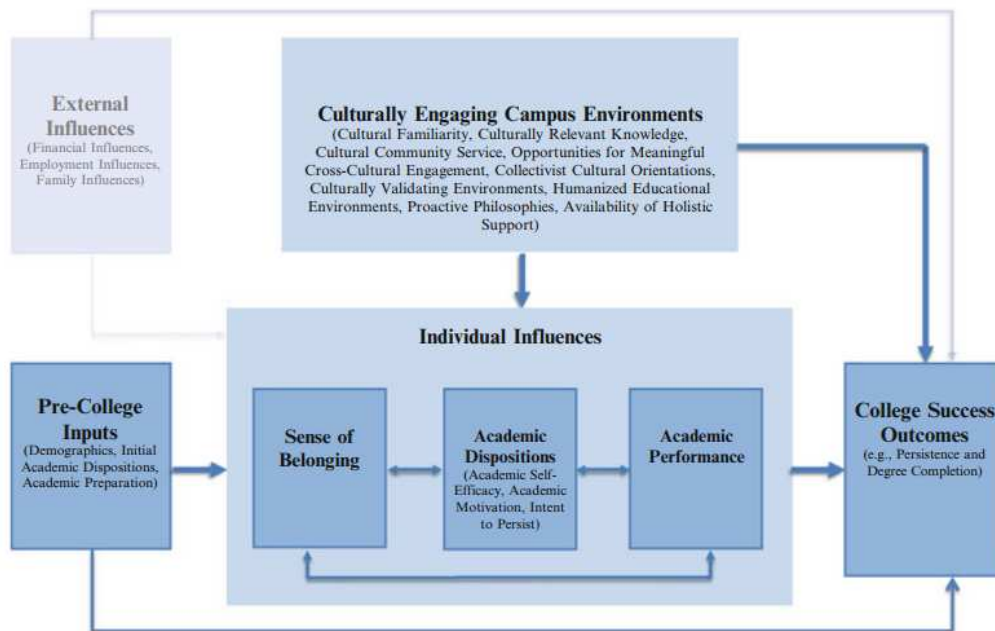 External
Influences
(Financial Influences,
Employment Influences,
Family Influences)
Culturally Engaging Campus Environments
(Cultural Familiarity, Culturally Relevant Knowledge,
Cultural Community Service, Opportunities for Meaningful
Cross-Cultural Engagement, Collectivist Cultural Orientations,
Culturally Validating Environments, Humanized Educational
Environments, Proactive Philosophies, Availability of Holistic
Support)
Individual Influences
Pre-College
Inputs
(Demographics, Initial
Academic Dispositions,
Academic Preparation)
Sense of
Belonging
Academic
Dispositions
(Academic Self-
Efficacy, Academic
Motivation, Intent
to Persist)
Academic
Performance
College Success
Outcomes
(e.g., Persistence and
Degree Completion)